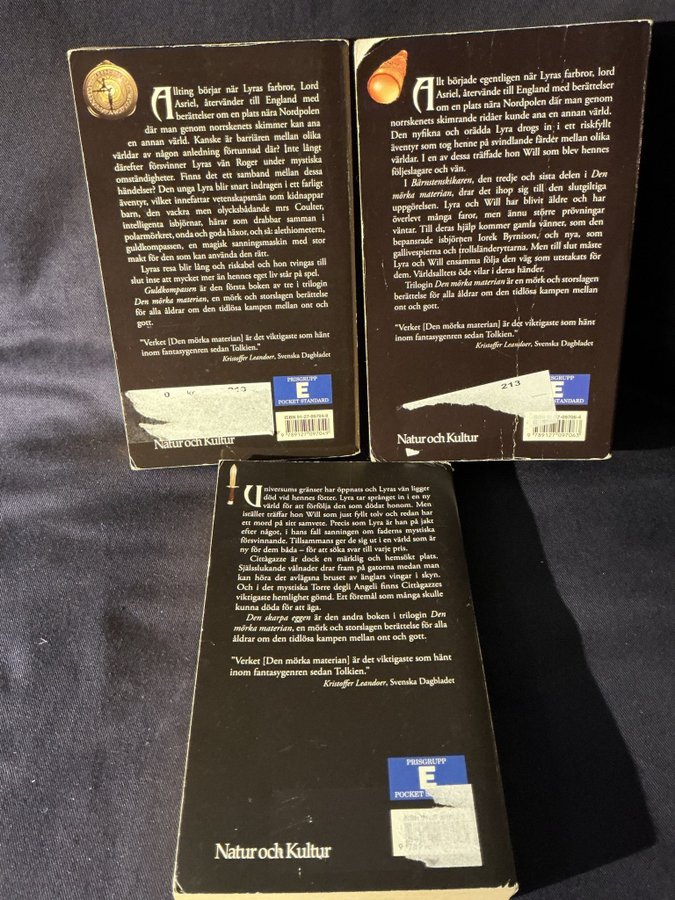 Allting börjar när Lyras farbror, Lord
Asriel, återvänder till England med
berättelser om en plats nära Nordpolen
där man genom norrskenets skimmer kan ana
en annan värld. Kanske är barriären mellan olika
världar av någon anledning förtunnad där? Inte långt
därefter försvinner Lyras vän Roger under mystiska
omständigheter. Finns det ett samband mellan dessa
händelser? Den unga Lyra blir snart indragen i ett farligt
äventyr, vilket innefattar vetenskapsmän som kidnappar
barn, den vackra men olycksbådande mrs Coulter,
intelligenta isbjörnar, härar som drabbar samman i
polarmörkret, onda och goda häxor, och så: alethiometern,
guldkompassen, en magisk sanningsmaskin med stor
makt för den som kan använda den rätt.
Lyras resa blir lång och riskabel och hon tvingas till
slut inse att mycket mer än hennes eget liv står på spel.
Guldkompassen är den första boken av tre i trilogin
Den mörka materian, en mörk och storslagen berättelse
för alla åldrar om den tidlösa kampen mellan ont och
gott.
"Verket [Den mörka materian] är det viktigaste som hänt
inom fantasygenren sedan Tolkien."
Kristoffer Leandoer, Svenska Dagbladet
213
PRISGRUPP
E
POCKET STANDARD
ISBN 91-27-09704-9
9 789127 097049
Natur och Kultur
Allt började egentligen när Lyras farbror, lord
Asriel, återvände till England med berättelser
om en plats nära Nordpolen där man genom
norrskenets skimrande ridåer kunde ana en annan värld.
Den nyfikna och orädda Lyra drogs in i ett riskfyllt
äventyr som tog henne på svindlande färder mellan olika
världar. I en av dessa träffade hon Will som blev hennes
följeslagare och vän.
I Bärnstenskikaren, den tredje och sista delen i Den
mörka materian, drar det ihop sig till den slutgiltiga
uppgörelsen. Lyra och Will har blivit äldre och har
överlevt många faror, men ännu större prövningar
väntar. Till deras hjälp kommer gamla vänner, som den
bepansrade isbjörnen Iorek Byrnison, och nya, som
gallivespierna och trollsländeryttarna. Men till slut måste
Lyra och Will ensamma följa den väg som utstakats för
dem. Världsalltets öde vilar i deras händer.
Trilogin Den mörka materian är en mörk och storslagen
berättelse för alla åldrar om den tidlösa kampen mellan
ont och gott.
"Verket [Den mörka materian] är det viktigaste som hänt
inom fantasygenren sedan Tolkien."
Kristoffer Leandoer, Svenska Dagbladet
213
PRISGRUPP
E
POCKET STANDARD
91-27-09706-5
9 789127 097063
Natur och Kultur
Universums gränser har öppnats och Lyras vän ligger
död vid hennes fötter. Lyra tar språnget in i en ny
värld för att förfölja den som dödat honom. Men
istället träffar hon Will som just fyllt tolv och redan har
ett mord på sitt samvete. Precis som Lyra är han på jakt
efter något, i hans fall sanningen om faderns mystiska
försvinnande. Tillsammans ger de sig ut i en värld som är
ny för dem båda – för att söka svar till varje pris.
Cittàgazze är dock en märklig och hemsökt plats.
Själsslukande vålnader drar fram på gatorna medan man
kan höra det avlägsna bruset av änglars vingar i skyn.
Och i det mystiska Torre degli Angeli finns Cittàgazzes
viktigaste hemlighet gömd. Ett föremål som många skulle
kunna döda för att äga.
Den skarpa eggen är den andra boken i trilogin Den
mörka materian, en mörk och storslagen berättelse för alla
åldrar om den tidlösa kampen mellan ont och gott.
"Verket [Den mörka materian] är det viktigaste som hänt
inom fantasygenren sedan Tolkien."
Kristoffer Leandoer, Svenska Dagbladet
PRISGRUPP
E
POCKET
Natur och Kultur